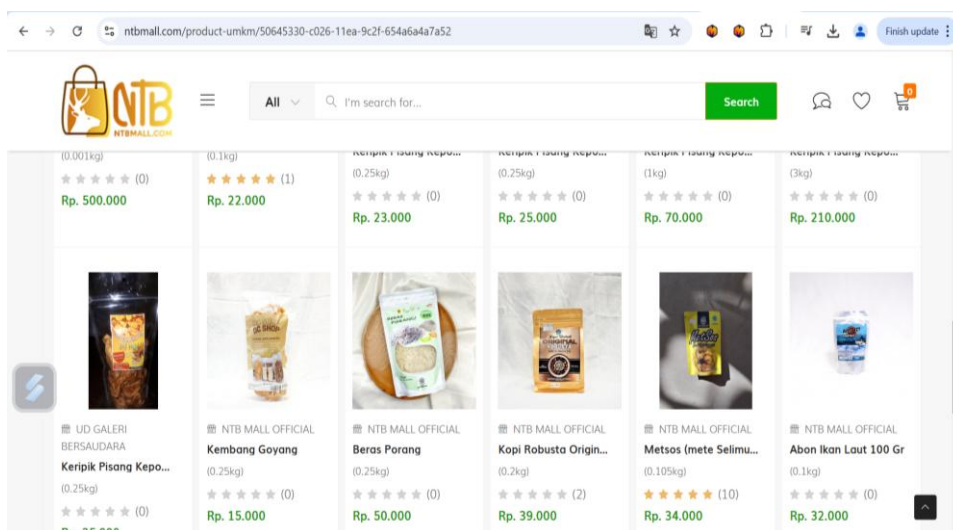 ntbmall.com/product-umkm/50645330-c026-11ea-9c2f-654a6a4a7a52
Finish update
NTB
NTBMALL.COM
All
I'm search for...
Search
0
(0.001kg)
(0)
Rp. 500.000
(0.1kg)
(1)
Rp. 22.000
Keripik Pisang Kepo...
(0.25kg)
(0)
Rp. 23.000
Keripik Pisang Kepo...
(0.25kg)
(0)
Rp. 25.000
Keripik Pisang Kepo...
(1kg)
(0)
Rp. 70.000
Keripik Pisang Kepo...
(3kg)
(0)
Rp. 210.000
UD GALERI
BERSAUDARA
Keripik Pisang Kepo...
(0.25kg)
(0)
GC SHOP
NTB MALL OFFICIAL
Kembang Goyang
(0.25kg)
(0)
Rp. 15.000
NTB MALL OFFICIAL
Beras Porang
(0.25kg)
(0)
Rp. 50.000
ORIGINAL
NTB MALL OFFICIAL
Kopi Robusta Origin...
(0.2kg)
(2)
Rp. 39.000
NTB MALL OFFICIAL
Metsos (mete Selimu...
(0.105kg)
(10)
Rp. 34.000
NTB MALL OFFICIAL
Abon Ikan Laut 100 Gr
(0.1kg)
(0)
Rp. 32.000